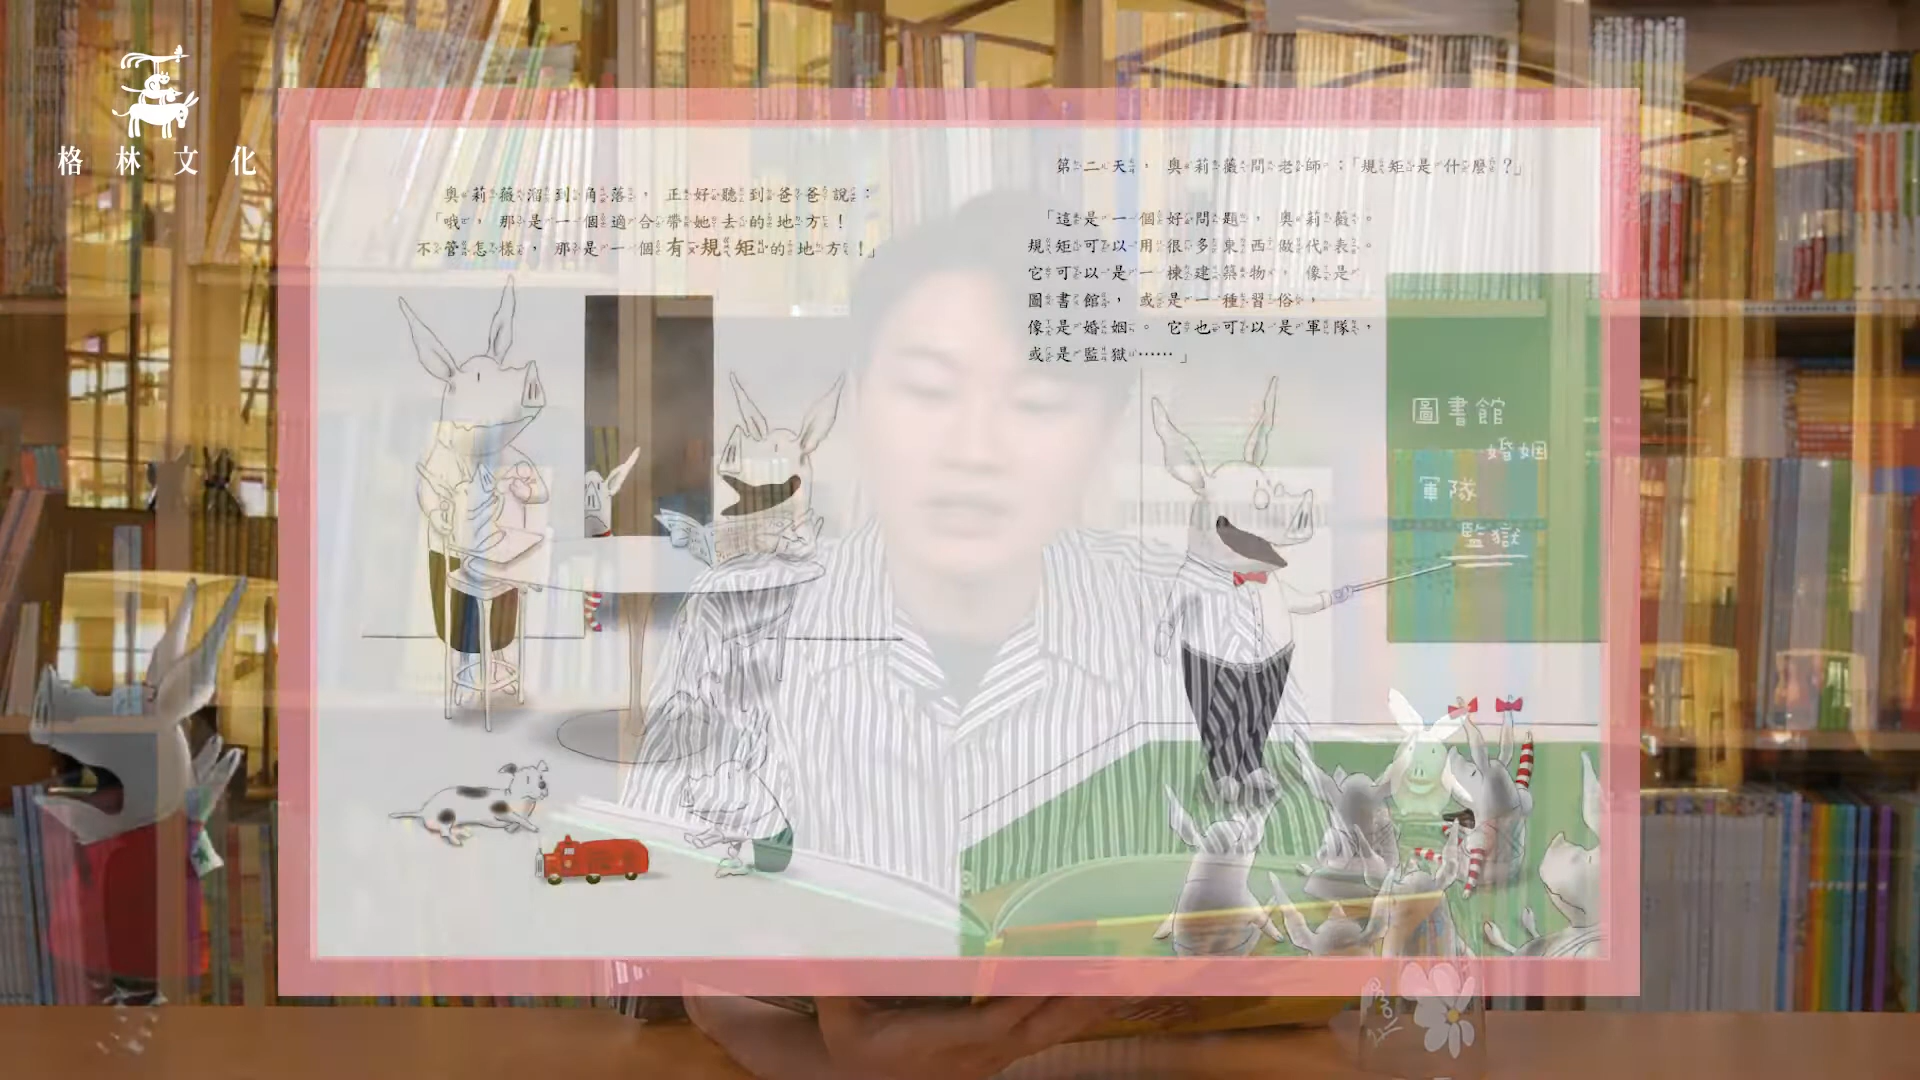 格林文化
奧莉薇溜到角落，正好聽到爸爸說：
「哦，那是一個適合帶她去的地方！
不管怎樣，那是一個有規矩的地方！」
第二天，奧莉薇問老師：「規矩是什麼？」
「這是一個好問題，奧莉薇。
規矩可以用很多東西做代表。
它可以是一棟建築物，像是
圖書館，或是一種習俗，
像是婚姻。它也可以是軍隊，
或是監獄……」
圖書館
婚姻
軍隊
監獄